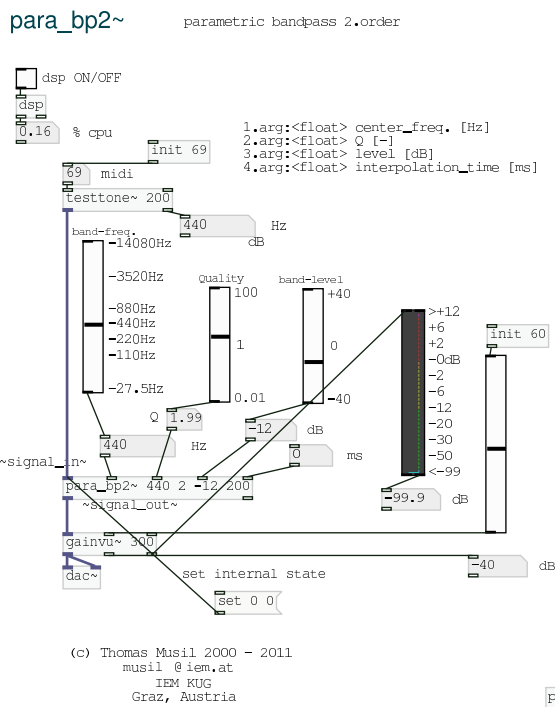 para_bp2~
parametric bandpass 2.order
dsp ON/OFF
dsp
0.16
% cpu
1.arg:<float> center_freq. [Hz]
2.arg:<float> Q [-]
3.arg:<float> level [dB]
4.arg:<float> interpolation_time [ms]
init 69
69
midi
testtone~ 200
440
Hz
dB
band-freq.
-14080Hz
-3520Hz
-880Hz
-440Hz
-220Hz
-110Hz
-27.5Hz
Quality
100
1
0.01
band-level
+40
0
-40
>+12
+6
+2
-0dB
-2
-6
-12
-20
-30
-50
<-99
init 60
Q
1.99
-12
dB
440
Hz
0
ms
~signal_in~
para_bp2~ 440 2 -12 200
-99.9
dB
~signal_out~
gainvu~ 300
dac~
set internal state
-40
dB
set 0 0
(c) Thomas Musil 2000 - 2011
musil @iem.at
IEM KUG
Graz, Austria